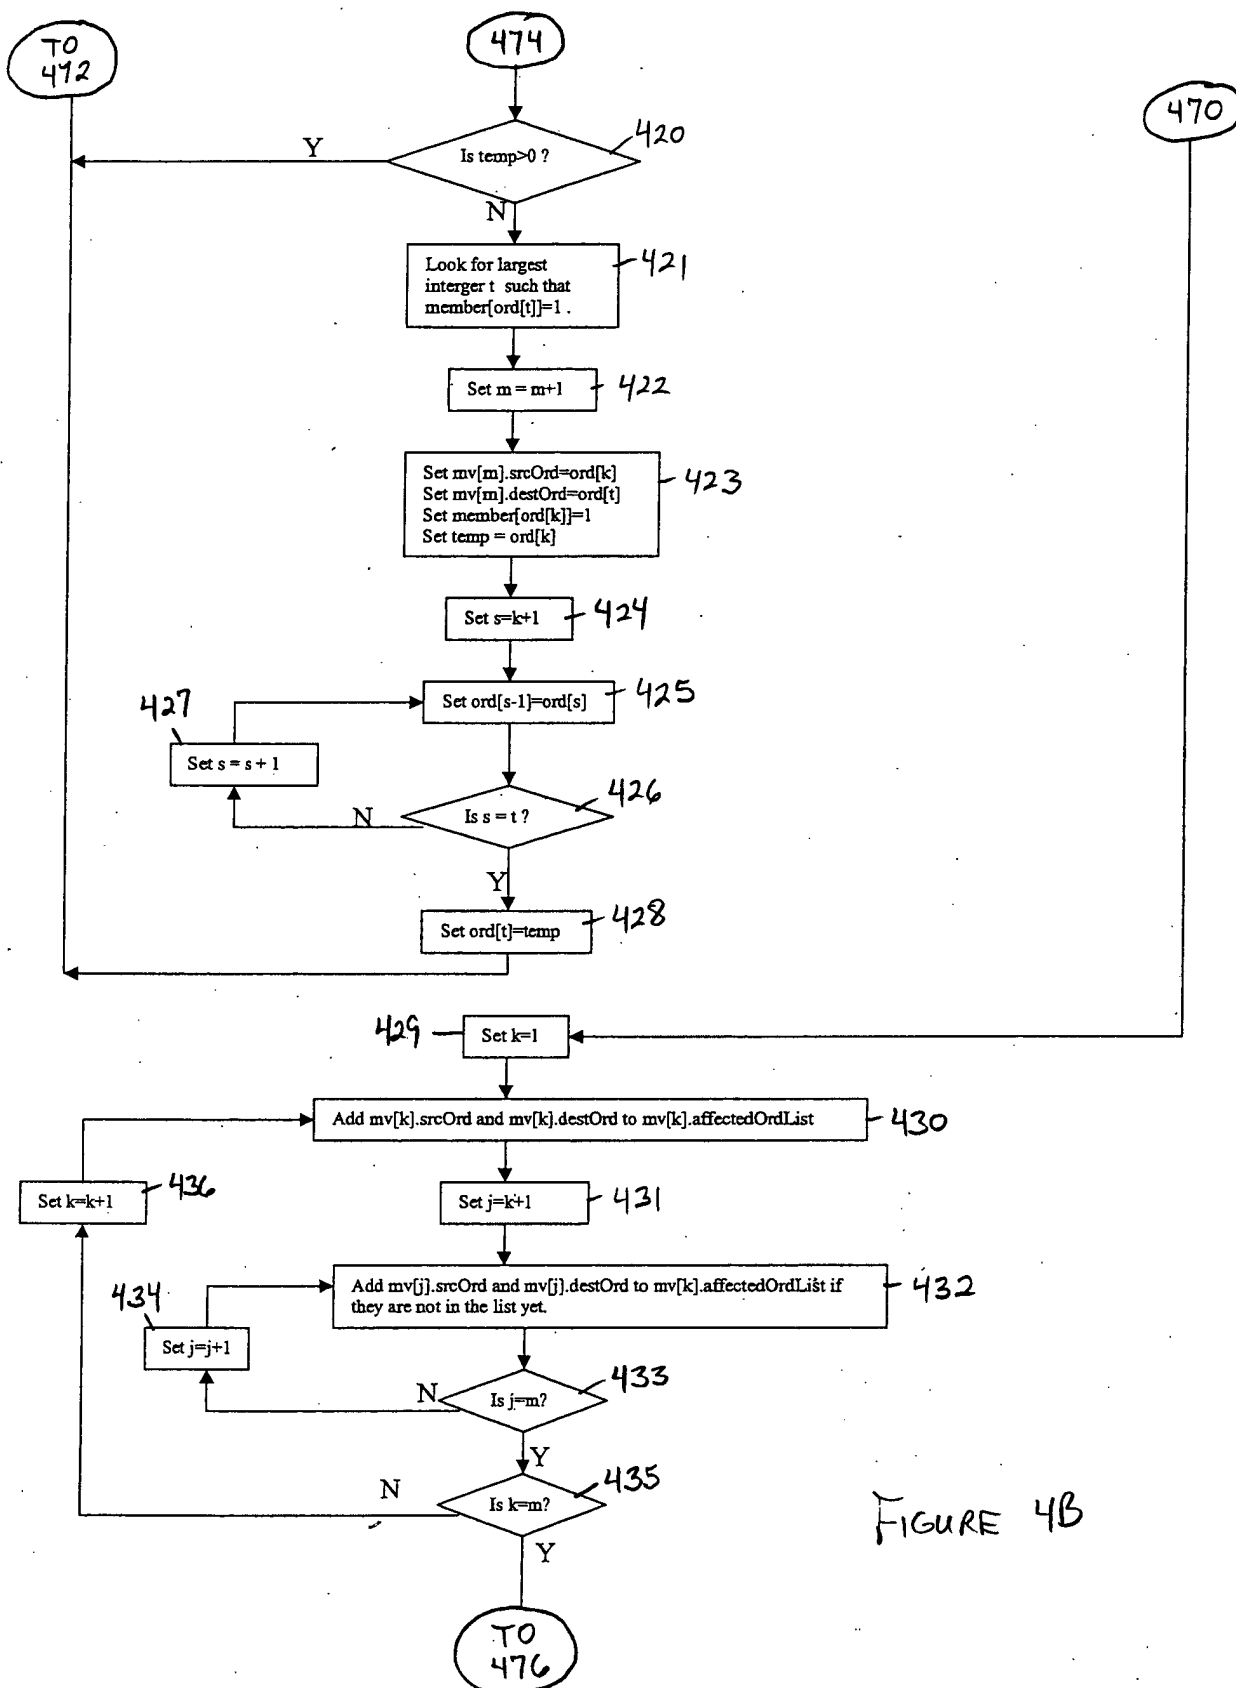 TO
472
474
470
Y
Is temp>0 ?
420
N
Look for largest
interger t such that
member[ord[t]]=1 .
421
Set m = m+1
422
Set mv[m].srcOrd=ord[k]
Set mv[m].destOrd=ord[t]
Set member[ord[k]]=1
Set temp = ord[k]
423
Set s=k+1
424
Set ord[s-1]=ord[s]
425
427
Set s = s + 1
Is s = t ?
426
N
Y
Set ord[t]=temp
428
429
Set k=1
Add mv[k].srcOrd and mv[k].destOrd to mv[k].affectedOrdList
430
Set k=k+1
436
Set j=k+1
431
Add mv[j].srcOrd and mv[j].destOrd to mv[k].affectedOrdList if
they are not in the list yet.
432
434
Set j=j+1
N
Is j=m?
433
Y
N
Is k=m?
435
Y
FIGURE 4B
TO
476